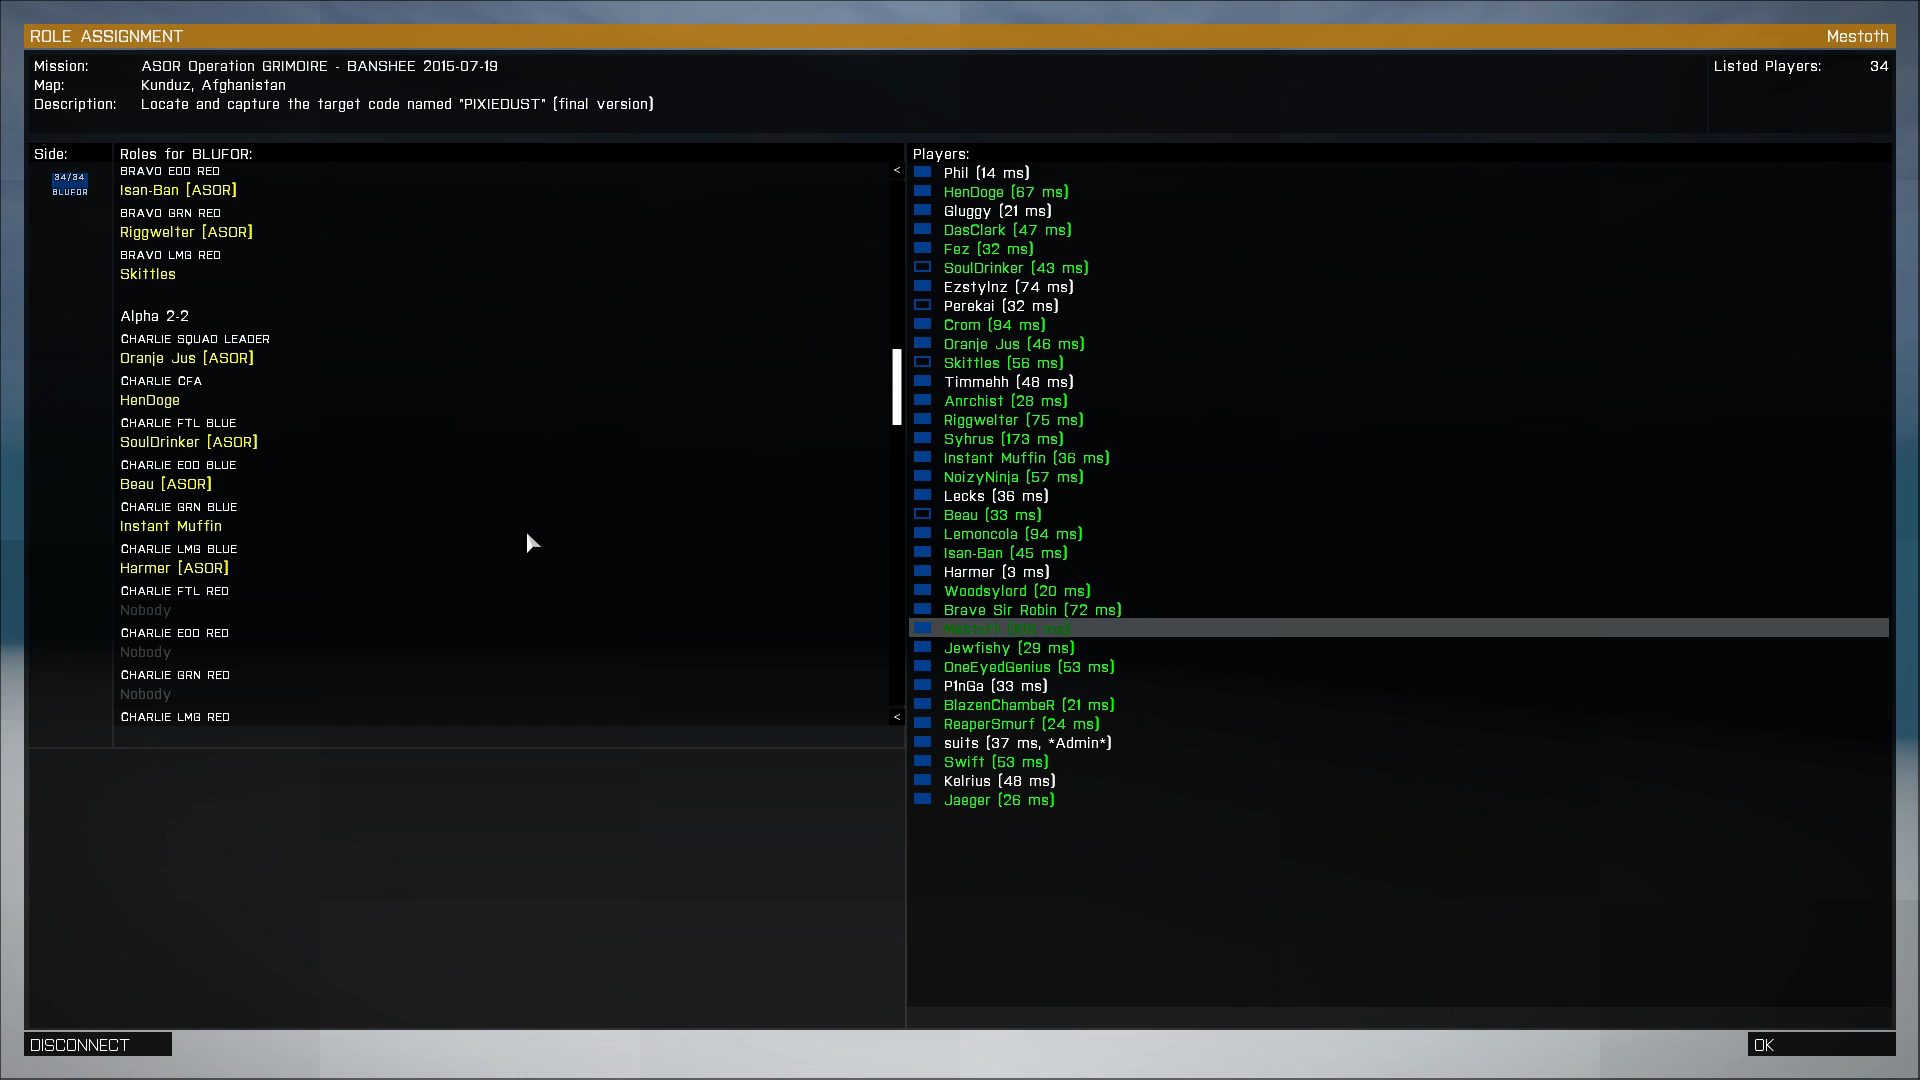 ROLE ASSIGNMENT
Mestoth
Mission: ASOR Operation GRIMOIRE - BANSHEE 2015-07-19
Map: Kunduz, Afghanistan
Description: Locate and capture the target code named "PIXIEDUST" (final version)
Listed Players: 34
Side:
34/34
BLUFOR
Roles for BLUFOR:
BRAVO EOD RED
Isan-Ban [ASOR]
BRAVO GRN RED
Riggwelter [ASOR]
BRAVO LMG RED
Skittles
Alpha 2-2
CHARLIE SQUAD LEADER
Oranje Jus [ASOR]
CHARLIE CFA
HenDoge
CHARLIE FTL BLUE
SoulDrinker [ASOR]
CHARLIE EOD BLUE
Beau [ASOR]
CHARLIE GRN BLUE
Instant Muffin
CHARLIE LMG BLUE
Harmer [ASOR]
CHARLIE FTL RED
Nobody
CHARLIE EOD RED
Nobody
CHARLIE GRN RED
Nobody
CHARLIE LMG RED
<
<
Players:
Phil (14 ms)
HenDoge (67 ms)
Gluggy (21 ms)
DasClark (47 ms)
Fez (32 ms)
SoulDrinker (43 ms)
Ezstylnz (74 ms)
Perekai (32 ms)
Crom (94 ms)
Oranje Jus (46 ms)
Skittles (56 ms)
Timmehh (48 ms)
Anrchist (28 ms)
Riggwelter (75 ms)
Syhrus (173 ms)
Instant Muffin (36 ms)
NoizyNinja (57 ms)
Lecks (36 ms)
Beau (33 ms)
Lemoncola (94 ms)
Isan-Ban (45 ms)
Harmer (3 ms)
Woodsylord (20 ms)
Brave Sir Robin (72 ms)
Mestoth
Jewfishy (29 ms)
OneEyedGenius (53 ms)
P1nGa (33 ms)
BlazenChambeR (21 ms)
ReaperSmurf (24 ms)
suits (37 ms, *Admin*)
Swift (53 ms)
Kelrius (48 ms)
Jaeger (26 ms)
DISCONNECT
OK